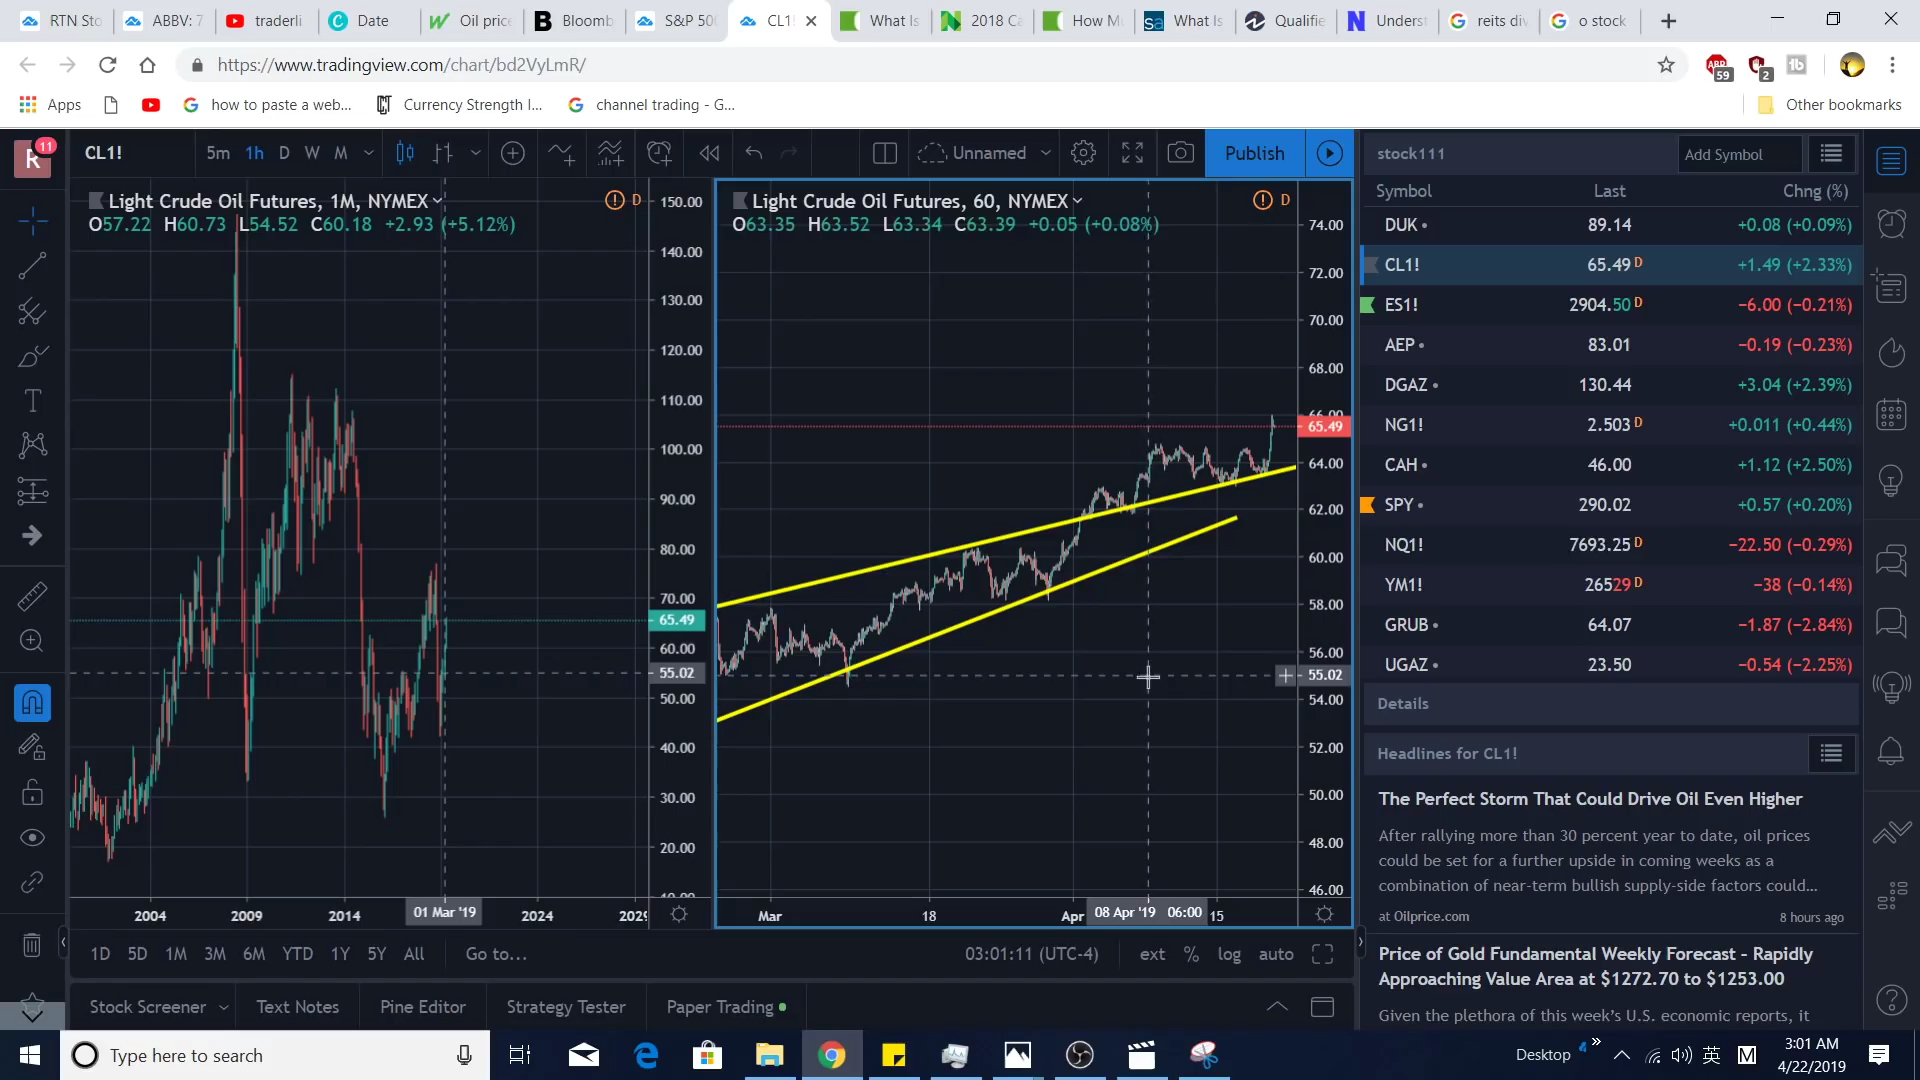 RTN Sto
ABBV: 7
traderli
Date
Oil price
Bloomb
S&P 500
CL1!
What Is
2018 Ca
How M
What Is
Qualifie
Underst
reits div
o stock
https://www.tradingview.com/chart/bd2VyLmR/
59
2
Apps
how to paste a web...
Currency Strength I...
channel trading - G...
Other bookmarks
R
11
CL1!
5m 1h D W M
Unnamed
Publish
stock111
Add Symbol
Light Crude Oil Futures, 1M, NYMEX
D
O57.22 H60.73 L54.52 C60.18 +2.93 (+5.12%)
150.00
140.00
130.00
120.00
110.00
100.00
90.00
80.00
70.00
65.49
60.00
55.02
50.00
40.00
30.00
20.00
2004 2009 2014 01 Mar '19 2024
Light Crude Oil Futures, 60, NYMEX
D
O63.35 H63.52 L63.34 C63.39 +0.05 (+0.08%)
74.00
72.00
70.00
68.00
66.00
65.49
64.00
62.00
60.00
58.00
56.00
55.02
54.00
52.00
50.00
48.00
46.00
Mar 18 Apr 08 Apr '19 06:00 15
Symbol Last Chng (%)
DUK 89.14 +0.08 (+0.09%)
CL1! 65.49 D +1.49 (+2.33%)
ES1! 2904.50 D −6.00 (−0.21%)
AEP 83.01 −0.19 (−0.23%)
DGAZ 130.44 +3.04 (+2.39%)
NG1! 2.503 D +0.011 (+0.44%)
CAH 46.00 +1.12 (+2.50%)
SPY 290.02 +0.57 (+0.20%)
NQ1! 7693.25 D −22.50 (−0.29%)
YM1! 26529 D −38 (−0.14%)
GRUB 64.07 −1.87 (−2.84%)
UGAZ 23.50 −0.54 (−2.25%)
Details
Headlines for CL1!
The Perfect Storm That Could Drive Oil Even Higher
After rallying more than 30 percent year to date, oil prices
could be set for a further upside in coming weeks as a
combination of near-term bullish supply-side factors could...
at Oilprice.com 8 hours ago
Price of Gold Fundamental Weekly Forecast - Rapidly
Approaching Value Area at $1272.70 to $1253.00
Given the plethora of this week's U.S. economic reports, it
1D 5D 1M 3M 6M YTD 1Y 5Y All Go to...
03:01:11 (UTC-4) ext % log auto
Stock Screener Text Notes Pine Editor Strategy Tester Paper Trading
Type here to search
Desktop
4
英
M
3:01 AM
4/22/2019